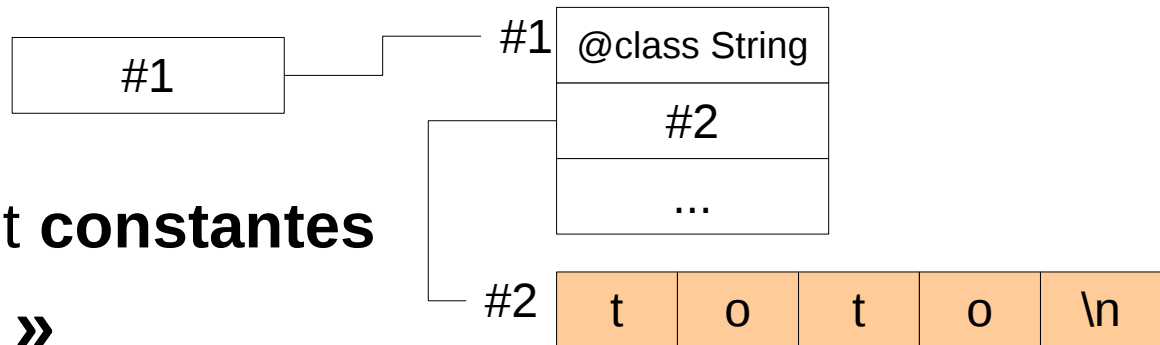 #1
#1 @class String
#2
...
t constantes
#2 t o t o \n
»